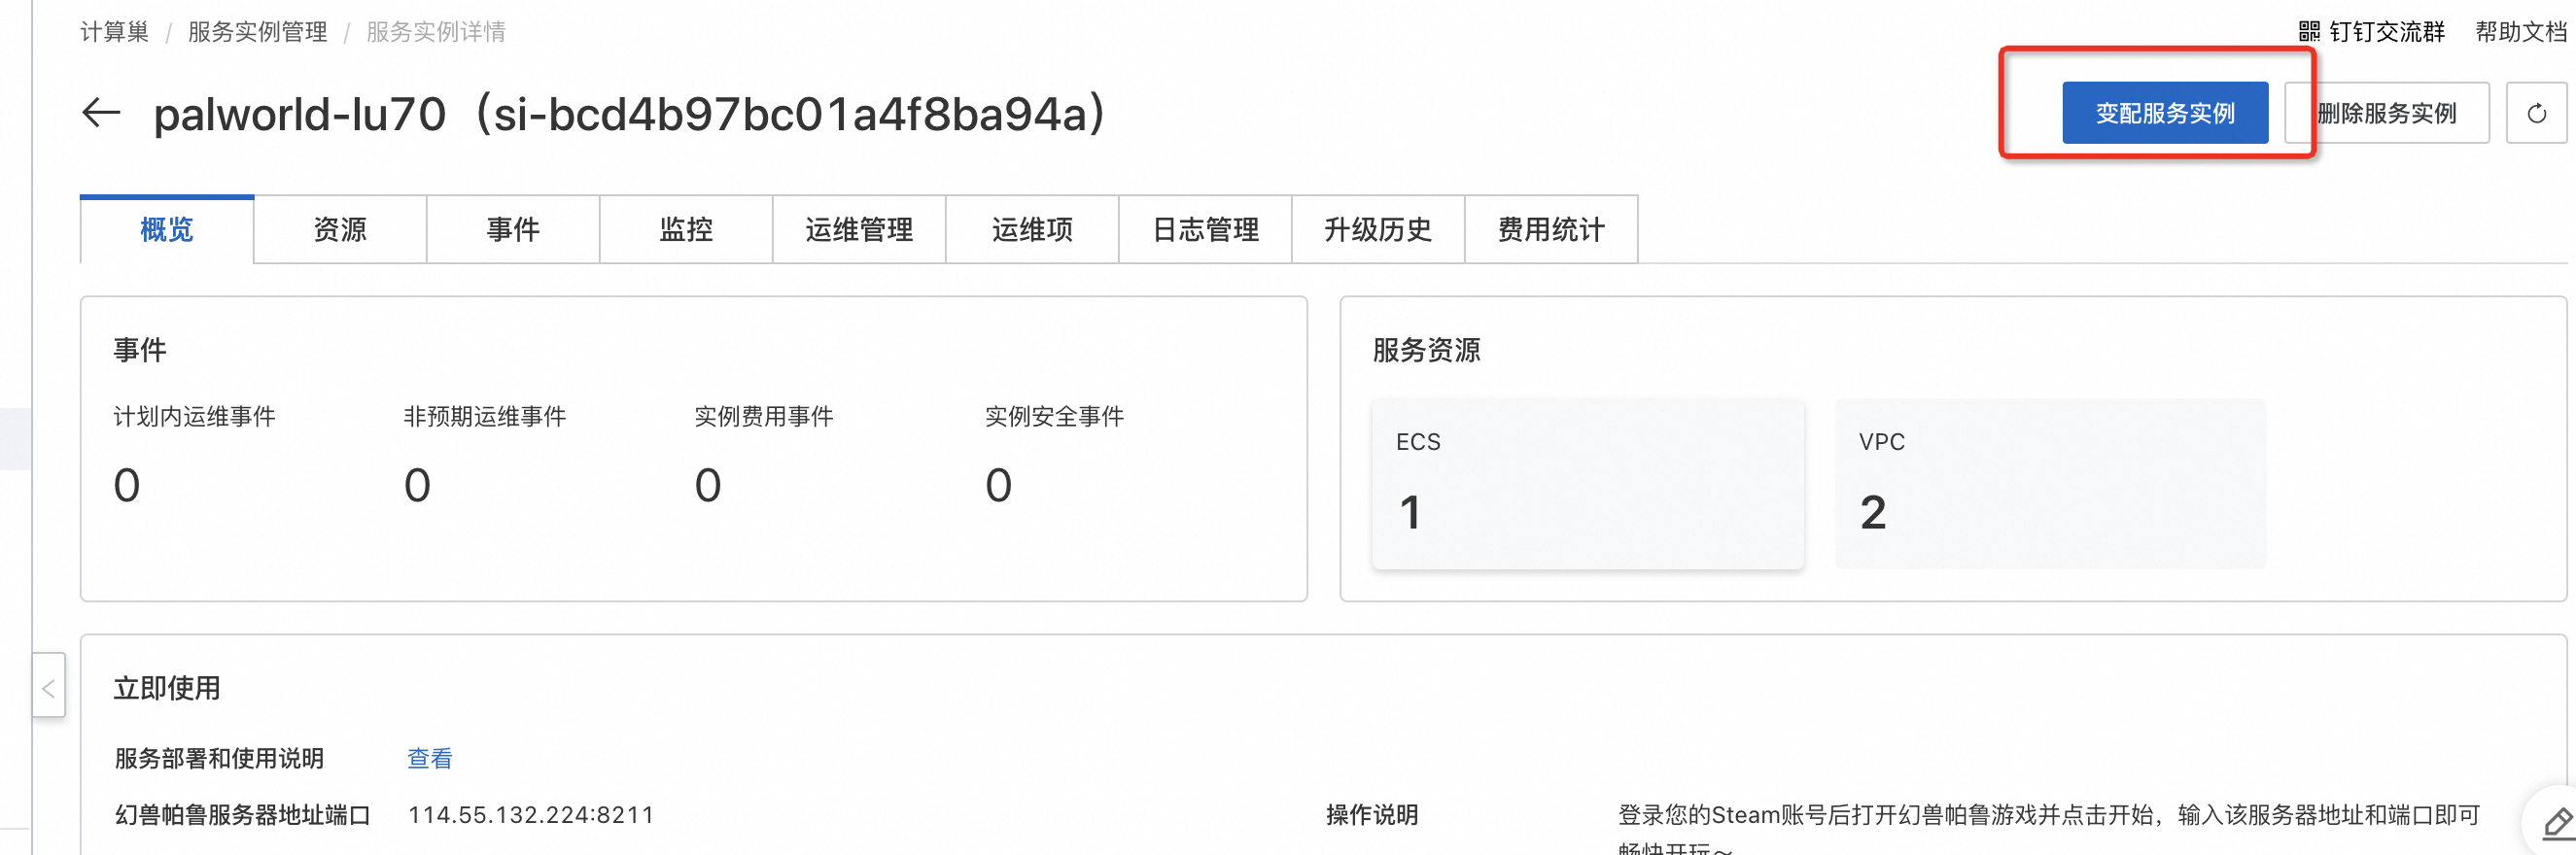 计算巢 / 服务实例管理 / 服务实例详情
钉钉交流群 帮助文档
palworld-lu70（si-bcd4b97bc01a4f8ba94a）
变配服务实例 删除服务实例
概览 资源 事件 监控 运维管理 运维项 日志管理 升级历史 费用统计
事件
计划内运维事件 非预期运维事件 实例费用事件 实例安全事件
0 0 0 0
服务资源
ECS VPC
1 2
立即使用
服务部署和使用说明 查看
幻兽帕鲁服务器地址端口 114.55.132.224:8211
操作说明 登录您的Steam账号后打开幻兽帕鲁游戏并点击开始，输入该服务器地址和端口即可
畅快开玩～